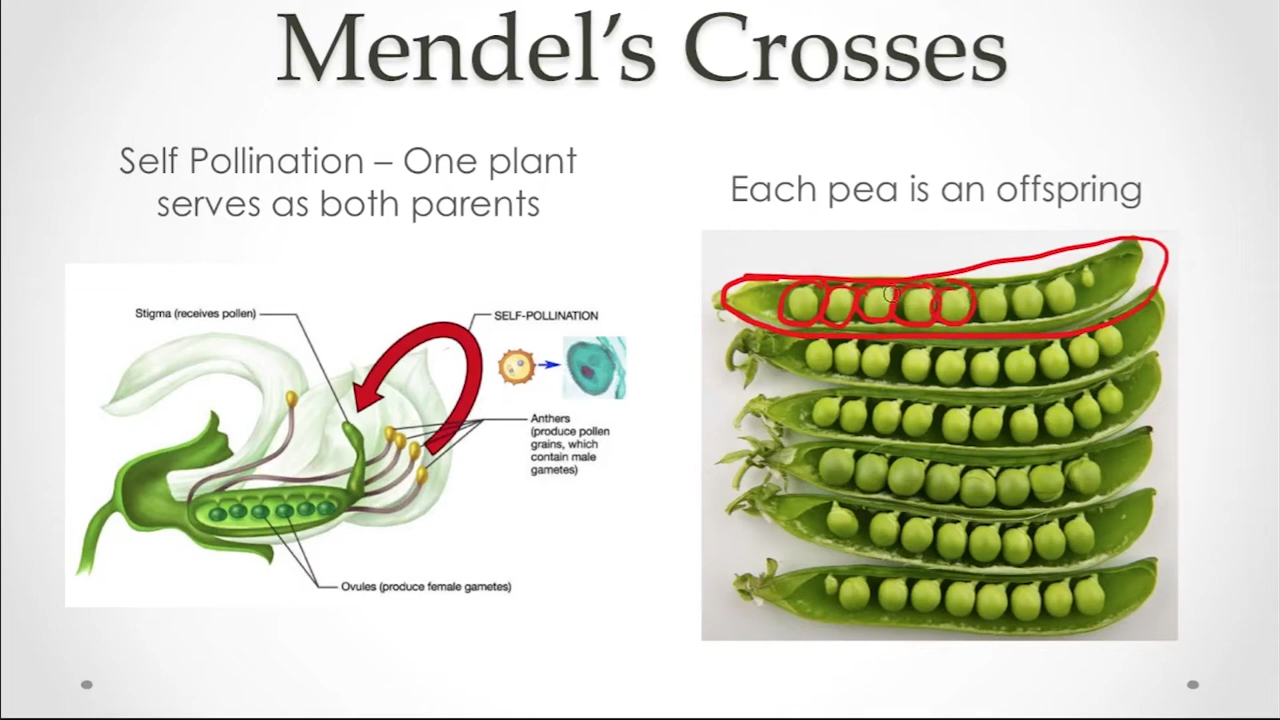 Mendel's Crosses
Self Pollination – One plant
serves as both parents
Each pea is an offspring
Stigma (receives pollen)
SELF-POLLINATION
Anthers
(produce pollen
grains, which
contain male
gametes)
Ovules (produce female gametes)